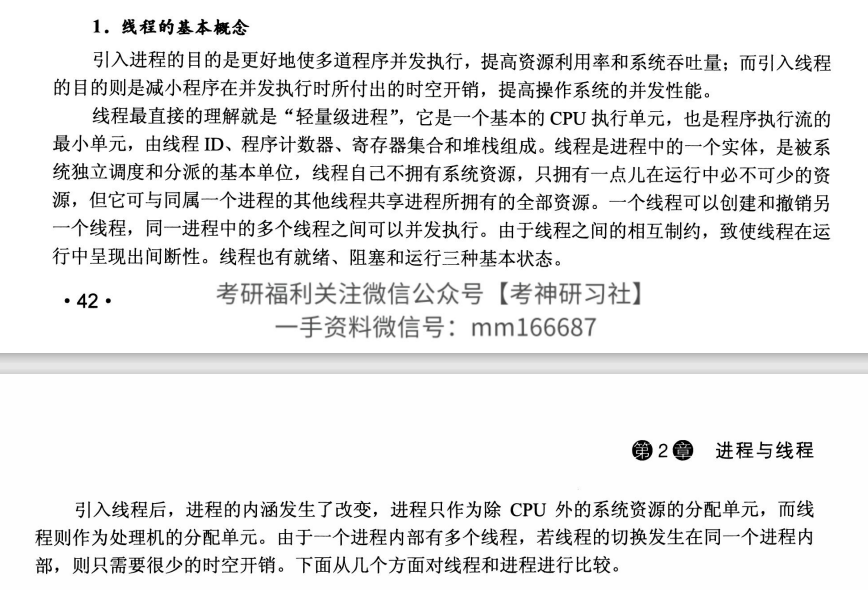 1．线程的基本概念
引入进程的目的是更好地使多道程序并发执行，提高资源利用率和系统吞吐量；而引入线程
的目的则是减小程序在并发执行时所付出的时空开销，提高操作系统的并发性能。
线程最直接的理解就是“轻量级进程”，它是一个基本的 CPU 执行单元，也是程序执行流的
最小单元，由线程 ID、程序计数器、寄存器集合和堆栈组成。线程是进程中的一个实体，是被系
统独立调度和分派的基本单位，线程自己不拥有系统资源，只拥有一点儿在运行中必不可少的资
源，但它可与同属一个进程的其他线程共享进程所拥有的全部资源。一个线程可以创建和撤销另
一个线程，同一进程中的多个线程之间可以并发执行。由于线程之间的相互制约，致使线程在运
行中呈现出间断性。线程也有就绪、阻塞和运行三种基本状态。
·42·
考研福利关注微信公众号【考神研习社】
一手资料微信号：mm166687
第2章 进程与线程
引入线程后，进程的内涵发生了改变，进程只作为除 CPU 外的系统资源的分配单元，而线
程则作为处理机的分配单元。由于一个进程内部有多个线程，若线程的切换发生在同一个进程内
部，则只需要很少的时空开销。下面从几个方面对线程和进程进行比较。